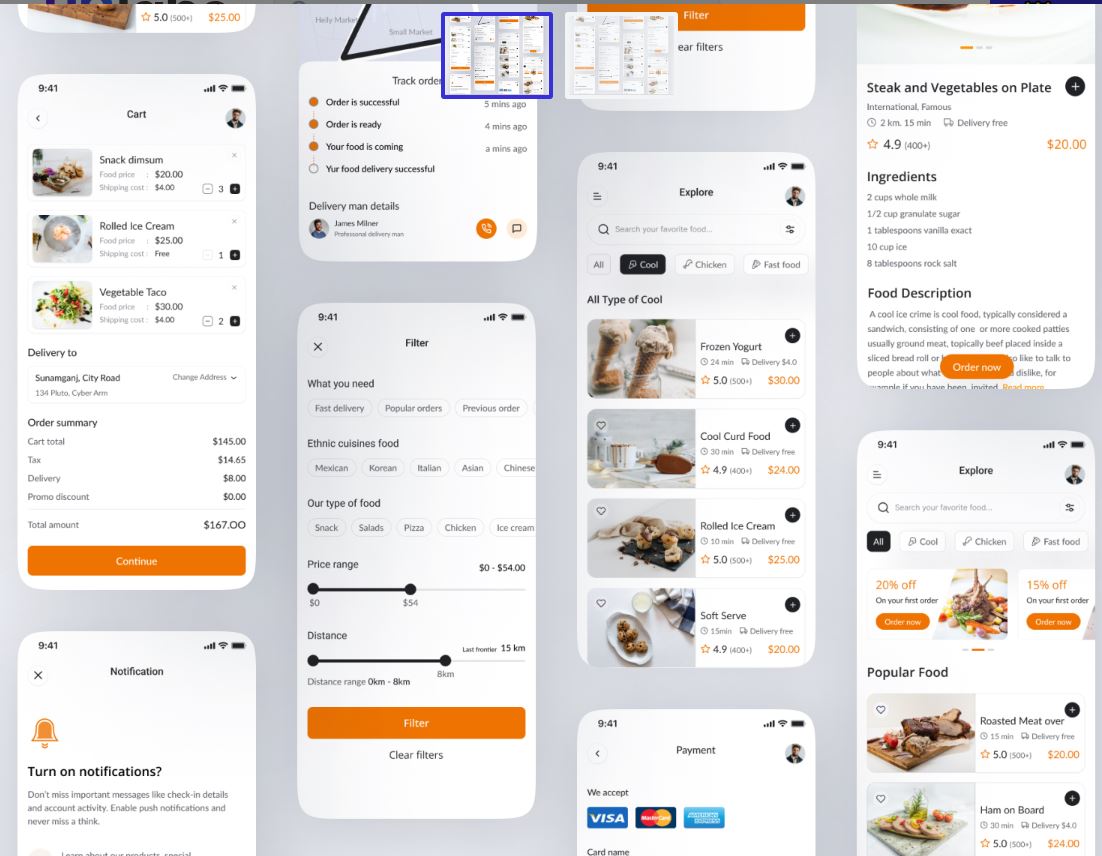 5.0 (500+) $25.00
9:41
Cart
Snack dimsum
Food price : $20.00
Shipping cost : $4.00
3
Rolled Ice Cream
Food price : $25.00
Shipping cost : Free
1
Vegetable Taco
Food price : $30.00
Shipping cost : $4.00
2
Delivery to
Sunamganj, City Road
Change Address
134 Pluto, Cyber Arm
Order summary
Cart total $145.00
Tax $14.65
Delivery $8.00
Promo discount $0.00
Total amount $167.00
Continue
9:41
Notification
Turn on notifications?
Don't miss important messages like check-in details
and account activity. Enable push notifications and
never miss a think.
Learn about our products, special
Helly Market
Small Market
Track order
Order is successful 5 mins ago
Order is ready 4 mins ago
Your food is coming a mins ago
Yur food delivery successful
Delivery man details
James Milner
Professional delivery man
9:41
Filter
What you need
Fast delivery Popular orders Previous order
Ethnic cuisines food
Mexican Korean Italian Asian Chinese
Our type of food
Snack Salads Pizza Chicken Ice cream
Price range $0 - $54.00
$0 $54
Distance
Last frontier 15 km
8km
Distance range 0km - 8km
Filter
Clear filters
Filter
ear filters
9:41
Explore
Search your favorite food...
All Cool Chicken Fast food
All Type of Cool
Frozen Yogurt
24 min Delivery $4.0
5.0 (500+) $30.00
Cool Curd Food
30 min Delivery free
4.9 (400+) $24.00
Rolled Ice Cream
10 min Delivery free
5.0 (500+) $25.00
Soft Serve
15min Delivery free
4.9 (400+) $20.00
9:41
Payment
We accept
VISA MasterCard AMERICAN EXPRESS
Card name
Steak and Vegetables on Plate
International, Famous
2 km. 15 min Delivery free
4.9 (400+) $20.00
Ingredients
2 cups whole milk
1/2 cup granulate sugar
1 tablespoons vanilla exact
10 cup ice
8 tablespoons rock salt
Food Description
A cool ice crime is cool food, typically considered a
sandwich, consisting of one or more cooked patties
usually ground meat, topically beef placed inside a
sliced bread roll or so like to talk to
people about what dislike, for
example if you have been invited. Read more
Order now
9:41
Explore
Search your favorite food...
All Cool Chicken Fast food
20% off
On your first order
Order now
15% off
On your first order
Order now
Popular Food
Roasted Meat over
15 min Delivery free
5.0 (500+) $20.00
Ham on Board
30 min Delivery $4.0
5.0 (500+) $24.00